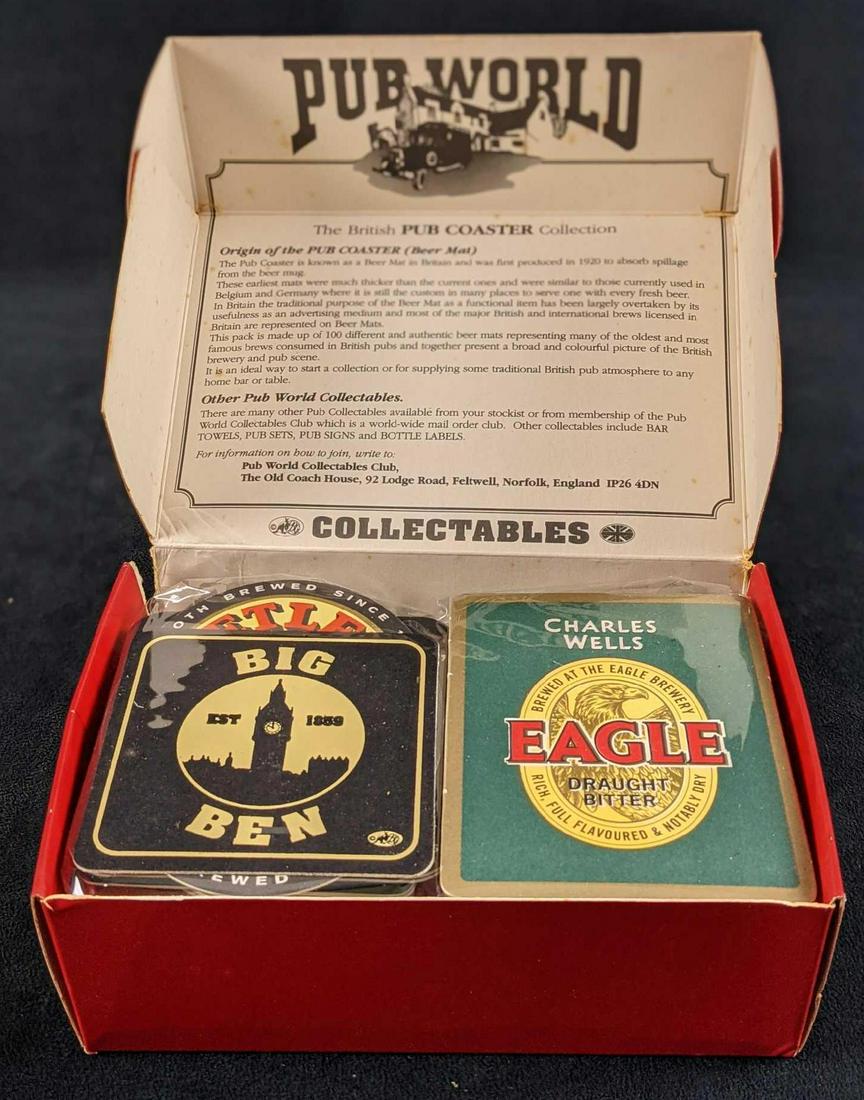 PUB WORLD
The British PUB COASTER Collection
Origin of the PUB COASTER (Beer Mat)
The Pub Coaster is known as a Beer Mat in Britain and was first produced in 1920 to absorb spillage
from the beer mug.
These earliest mats were much thicker than the current ones and were similar to those currently used in
Belgium and Germany where it is still the custom in many places to serve one with every fresh beer.
In Britain the traditional purpose of the Beer Mat as a functional item has been largely overtaken by its
usefulness as an advertising medium and most of the major British and international brews licensed in
Britain are represented on Beer Mats.
This pack is made up of 100 different and authentic beer mats representing many of the oldest and most
famous brews consumed in British pubs and together present a broad and colourful picture of the British
brewery and pub scene.
It is an ideal way to start a collection or for supplying some traditional British pub atmosphere to any
home bar or table.
Other Pub World Collectables.
There are many other Pub Collectables available from your stockist or from membership of the Pub
World Collectables Club which is a world-wide mail order club. Other collectables include BAR
TOWELS, PUB SETS, PUB SIGNS and BOTTLE LABELS.
For information on how to join, write to:
Pub World Collectables Club,
The Old Coach House, 92 Lodge Road, Feltwell, Norfolk, England IP26 4DN
COLLECTABLES
OTH BREWED SINCE
ETLE
BIG
EST 1859
BEN
EWED
CHARLES
WELLS
BREWED AT THE EAGLE BREWERY
EAGLE
DRAUGHT
BITTER
RICH, FULL FLAVOURED & NOTABLY DRY